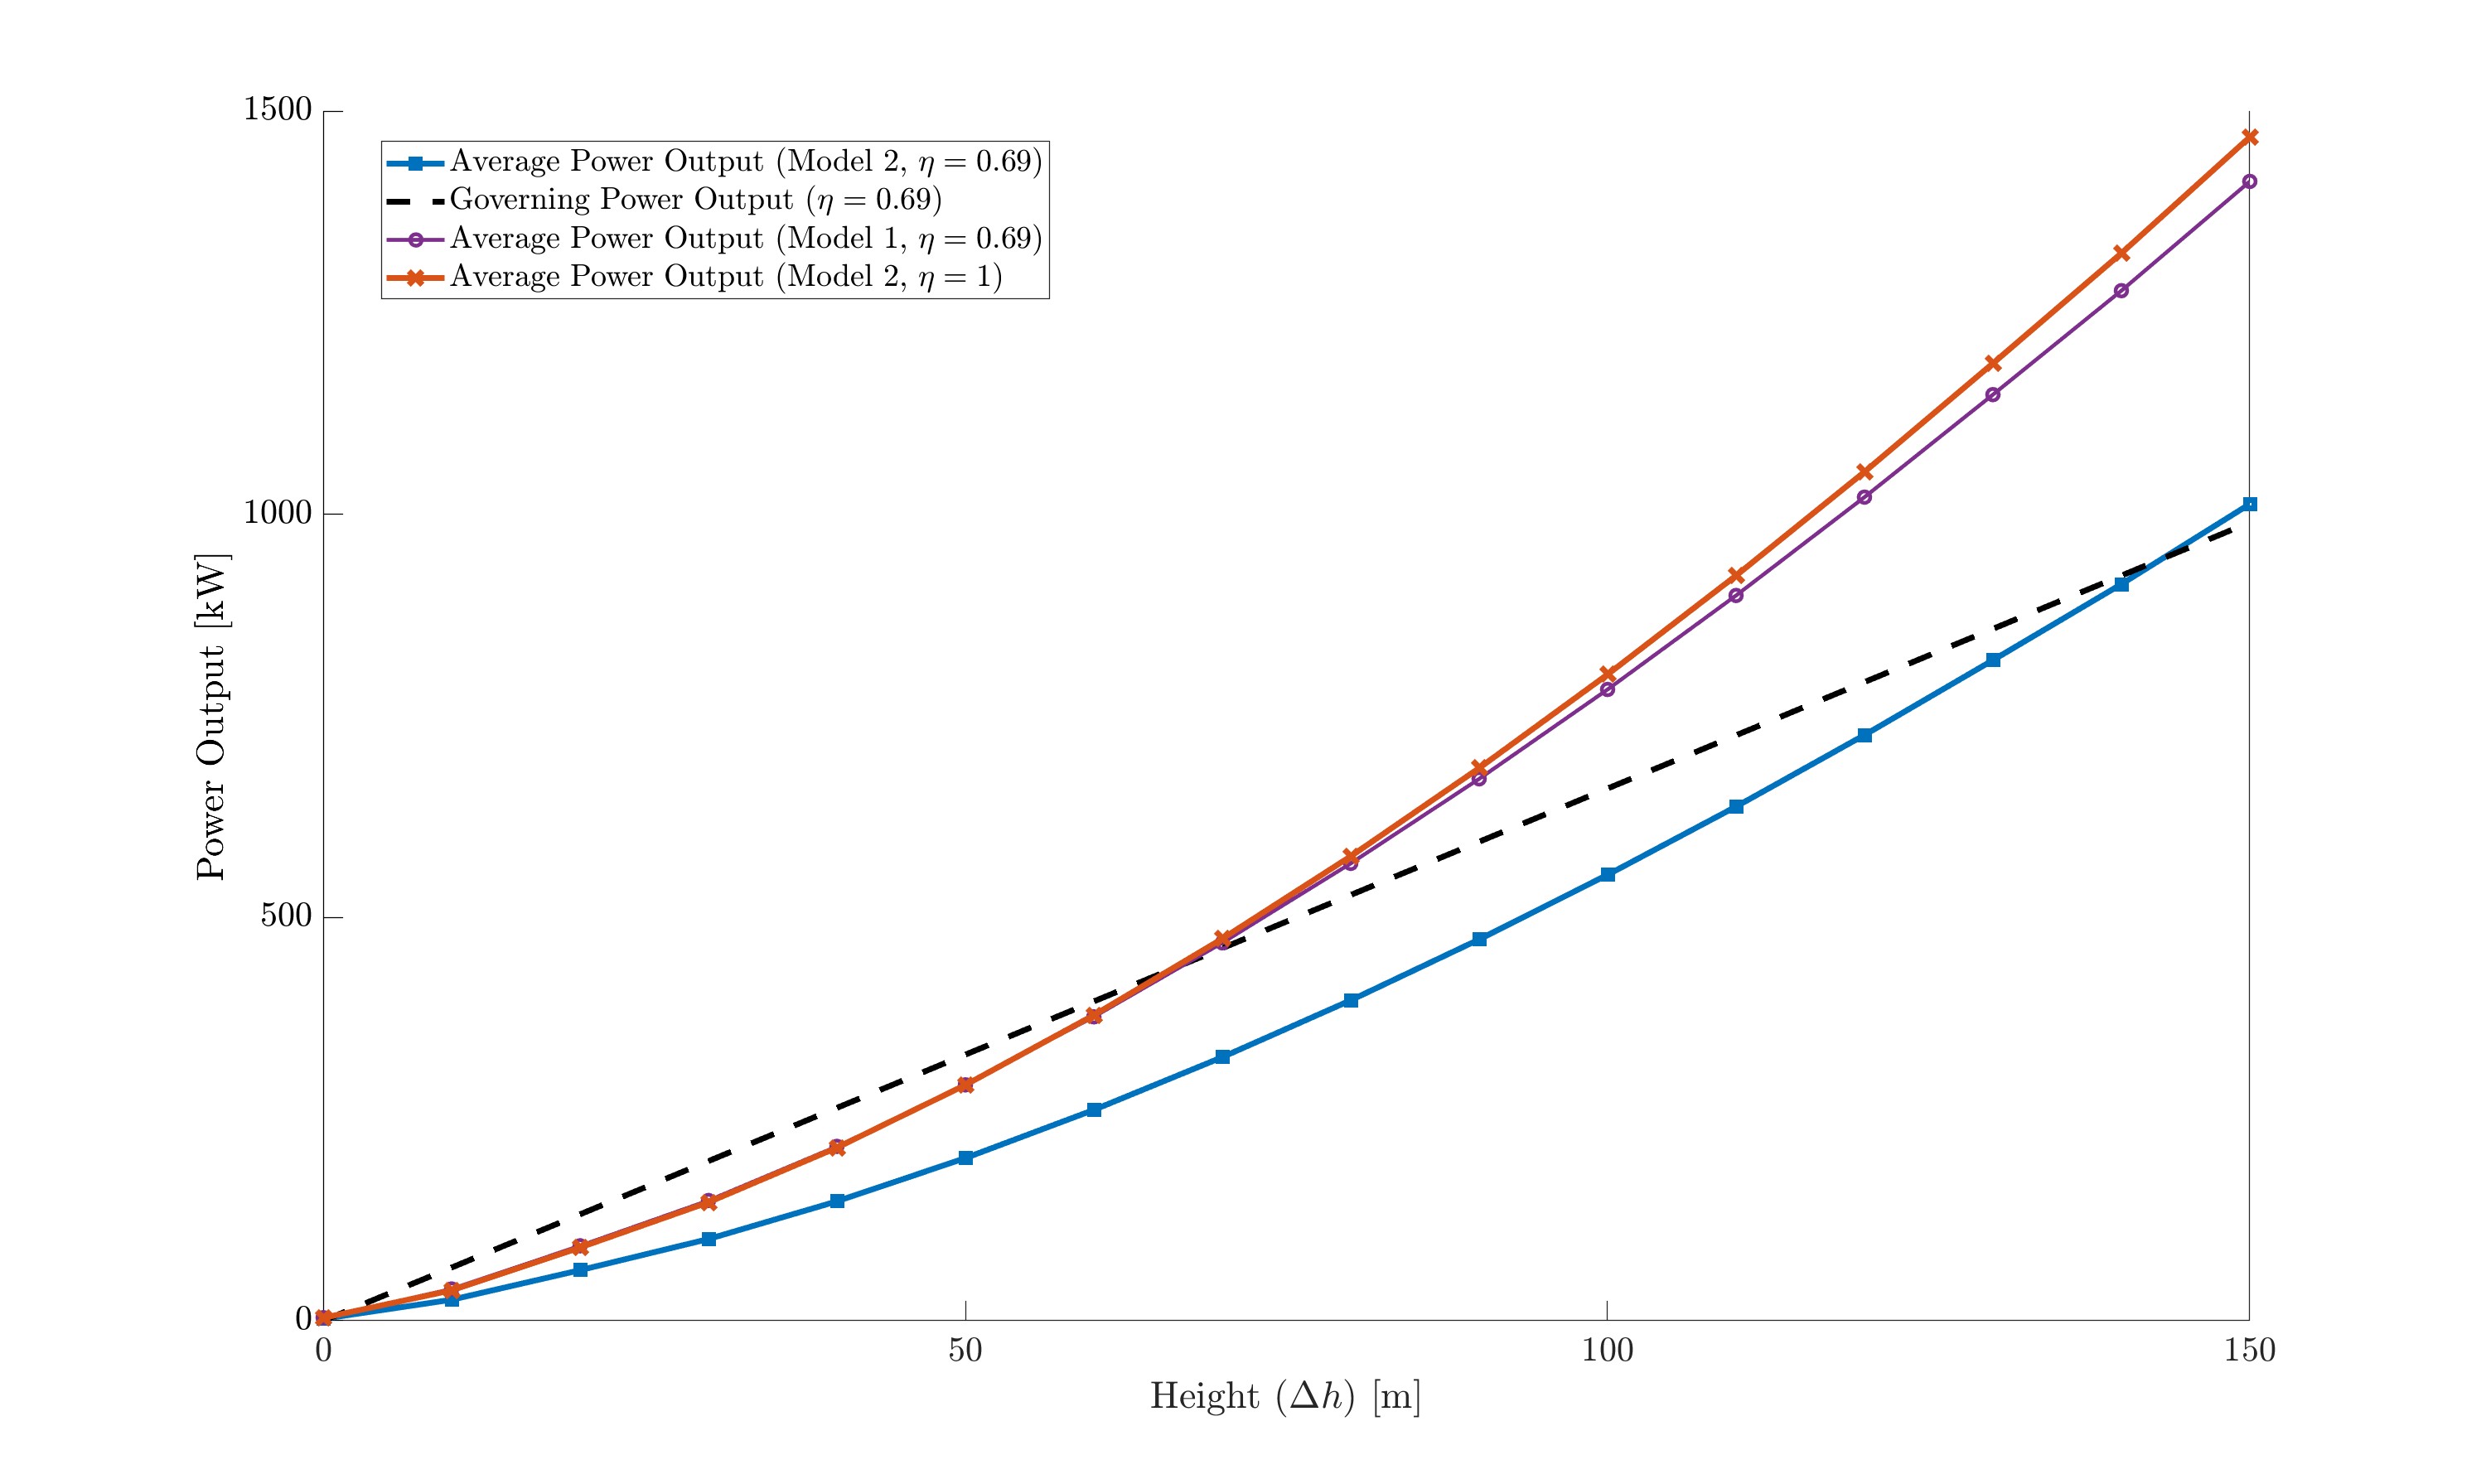 1500
Average Power Output (Model 2, η = 0.69)
Governing Power Output (η = 0.69)
Average Power Output (Model 1, η = 0.69)
Average Power Output (Model 2, η = 1)
1000
Power Output [kW]
500
0
0 50 100 150
Height (Δh) [m]